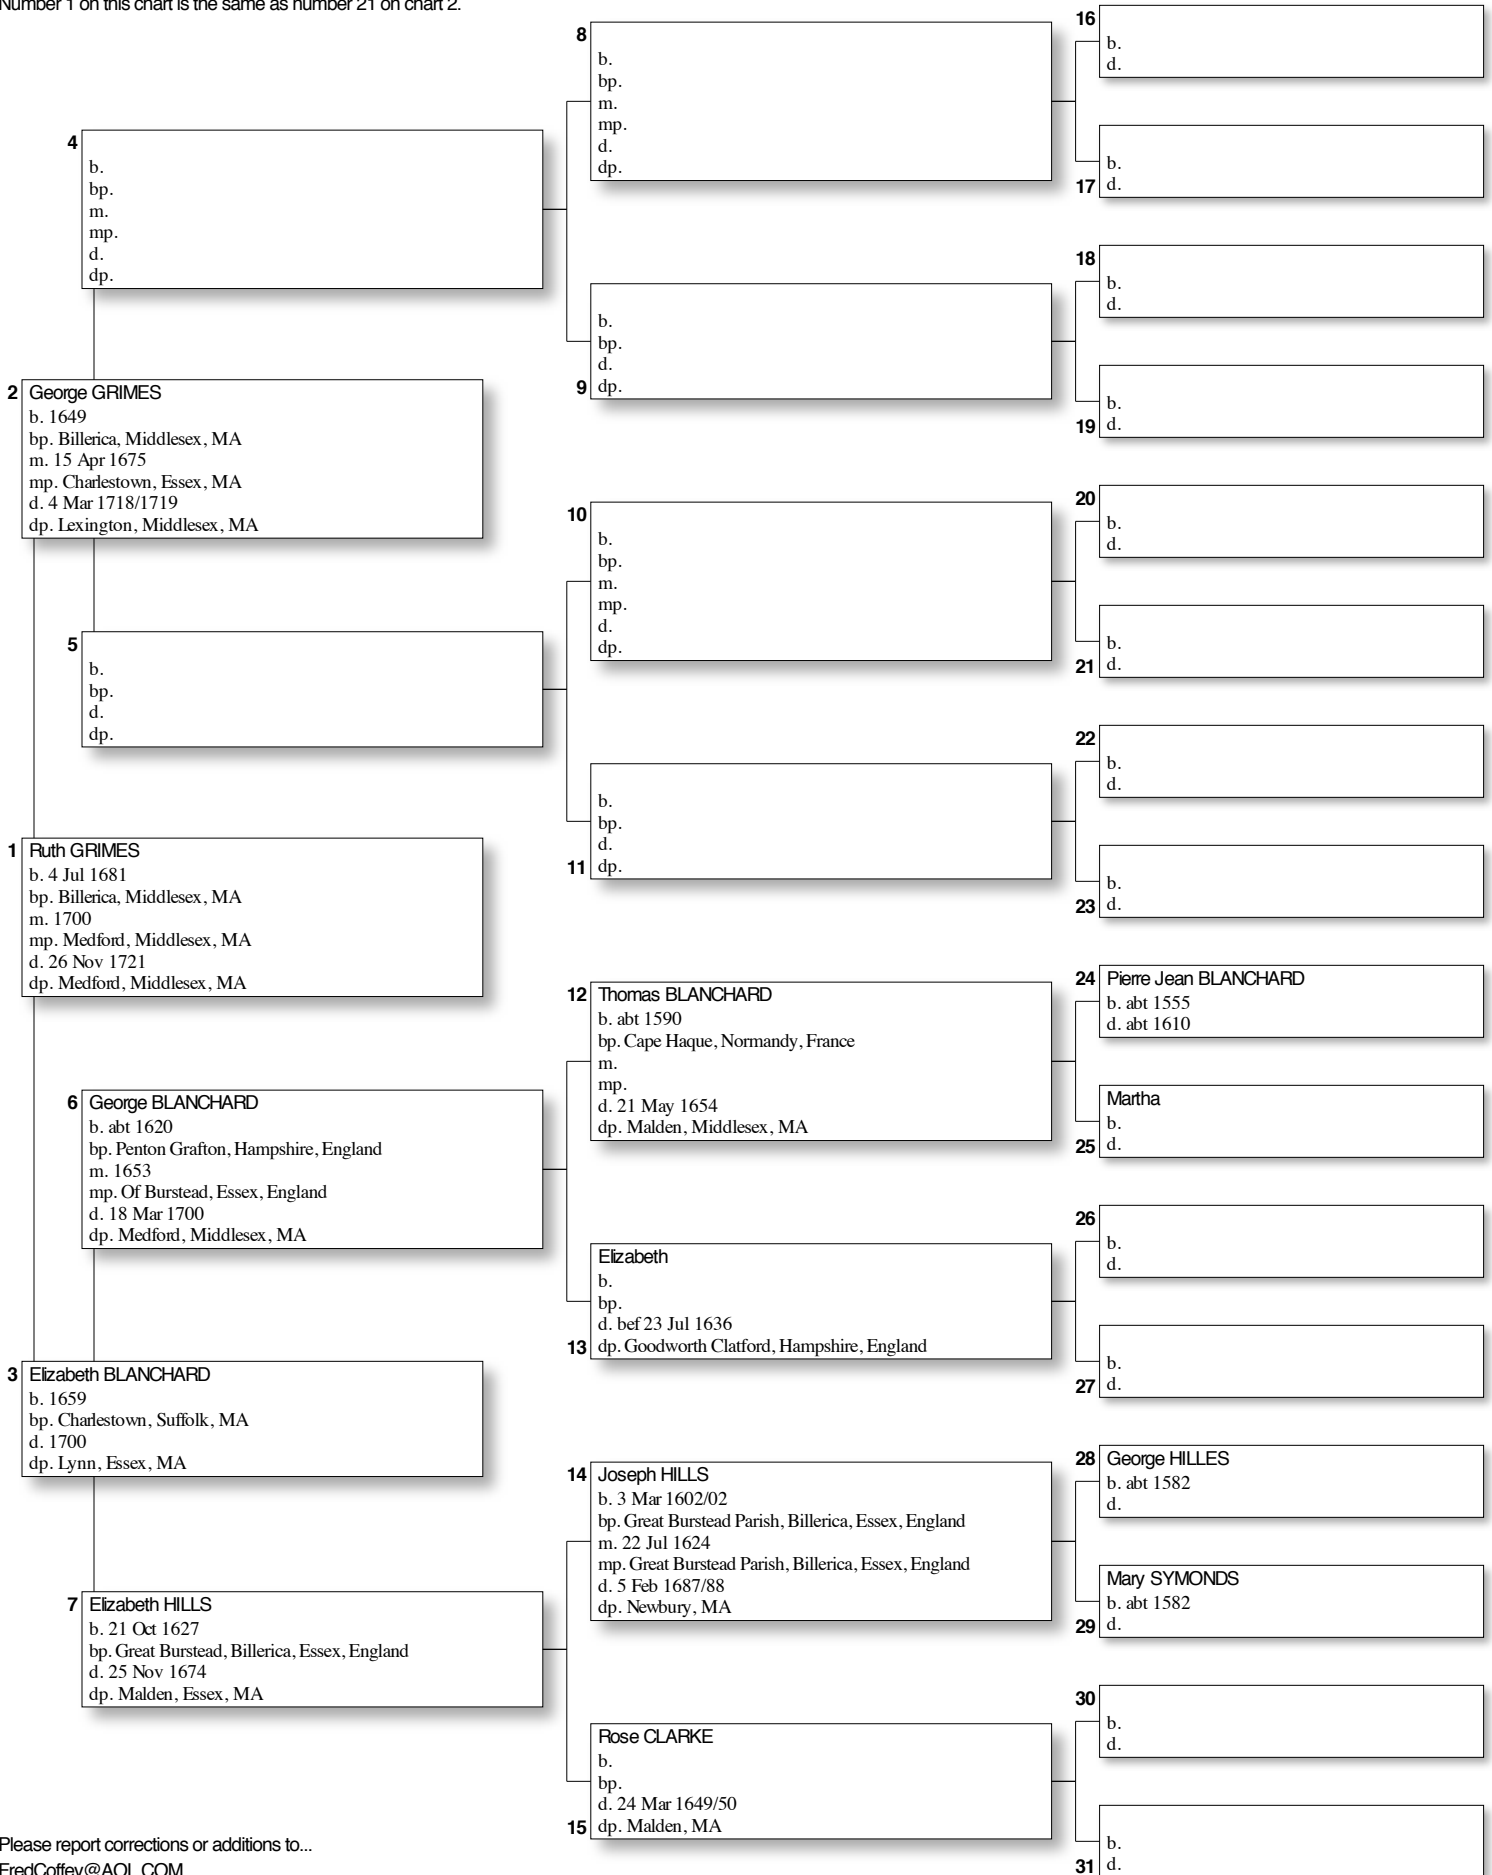 Number 1 on this chart is the same as number 21 on chart 2.
16
b.
d.
8
b.
bp.
m.
mp.
d.
dp.
b.
17 d.
4
b.
bp.
m.
mp.
d.
dp.
18
b.
d.
b.
bp.
d.
9 dp.
b.
19 d.
2 George GRIMES
b. 1649
bp. Billerica, Middlesex, MA
m. 15 Apr 1675
mp. Charlestown, Essex, MA
d. 4 Mar 1718/1719
dp. Lexington, Middlesex, MA
20
b.
d.
10
b.
bp.
m.
mp.
d.
dp.
b.
21 d.
5
b.
bp.
d.
dp.
22
b.
d.
b.
bp.
d.
11 dp.
b.
23 d.
1 Ruth GRIMES
b. 4 Jul 1681
bp. Billerica, Middlesex, MA
m. 1700
mp. Medford, Middlesex, MA
d. 26 Nov 1721
dp. Medford, Middlesex, MA
24 Pierre Jean BLANCHARD
b. abt 1555
d. abt 1610
12 Thomas BLANCHARD
b. abt 1590
bp. Cape Haque, Normandy, France
m.
mp.
d. 21 May 1654
dp. Malden, Middlesex, MA
Martha
b.
25 d.
6 George BLANCHARD
b. abt 1620
bp. Penton Grafton, Hampshire, England
m. 1653
mp. Of Burstead, Essex, England
d. 18 Mar 1700
dp. Medford, Middlesex, MA
26
b.
d.
Elizabeth
b.
bp.
d. bef 23 Jul 1636
13 dp. Goodworth Clatford, Hampshire, England
b.
27 d.
3 Elizabeth BLANCHARD
b. 1659
bp. Charlestown, Suffolk, MA
d. 1700
dp. Lynn, Essex, MA
28 George HILLES
b. abt 1582
d.
14 Joseph HILLS
b. 3 Mar 1602/02
bp. Great Burstead Parish, Billerica, Essex, England
m. 22 Jul 1624
mp. Great Burstead Parish, Billerica, Essex, England
d. 5 Feb 1687/88
dp. Newbury, MA
Mary SYMONDS
b. abt 1582
29 d.
7 Elizabeth HILLS
b. 21 Oct 1627
bp. Great Burstead, Billerica, Essex, England
d. 25 Nov 1674
dp. Malden, Essex, MA
30
b.
d.
Rose CLARKE
b.
bp.
d. 24 Mar 1649/50
15 dp. Malden, MA
b.
31 d.
Please report corrections or additions to...
FredCoffey@AOL.COM